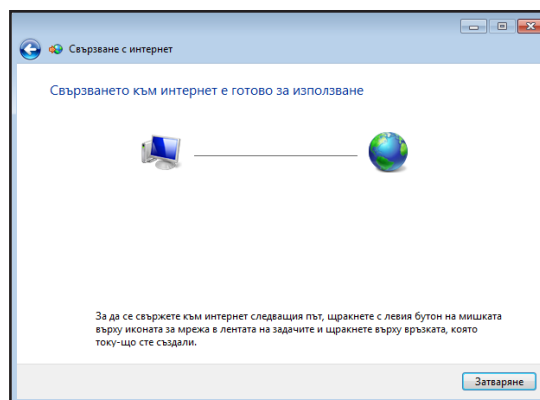 Свързване с интернет
Свързването към интернет е готово за използване
За да се свържете към интернет следващия път, щракнете с левия бутон на мишката
върху иконата за мрежа в лентата на задачите и щракнете върху връзката, която
току-що сте създали.
Затваряне